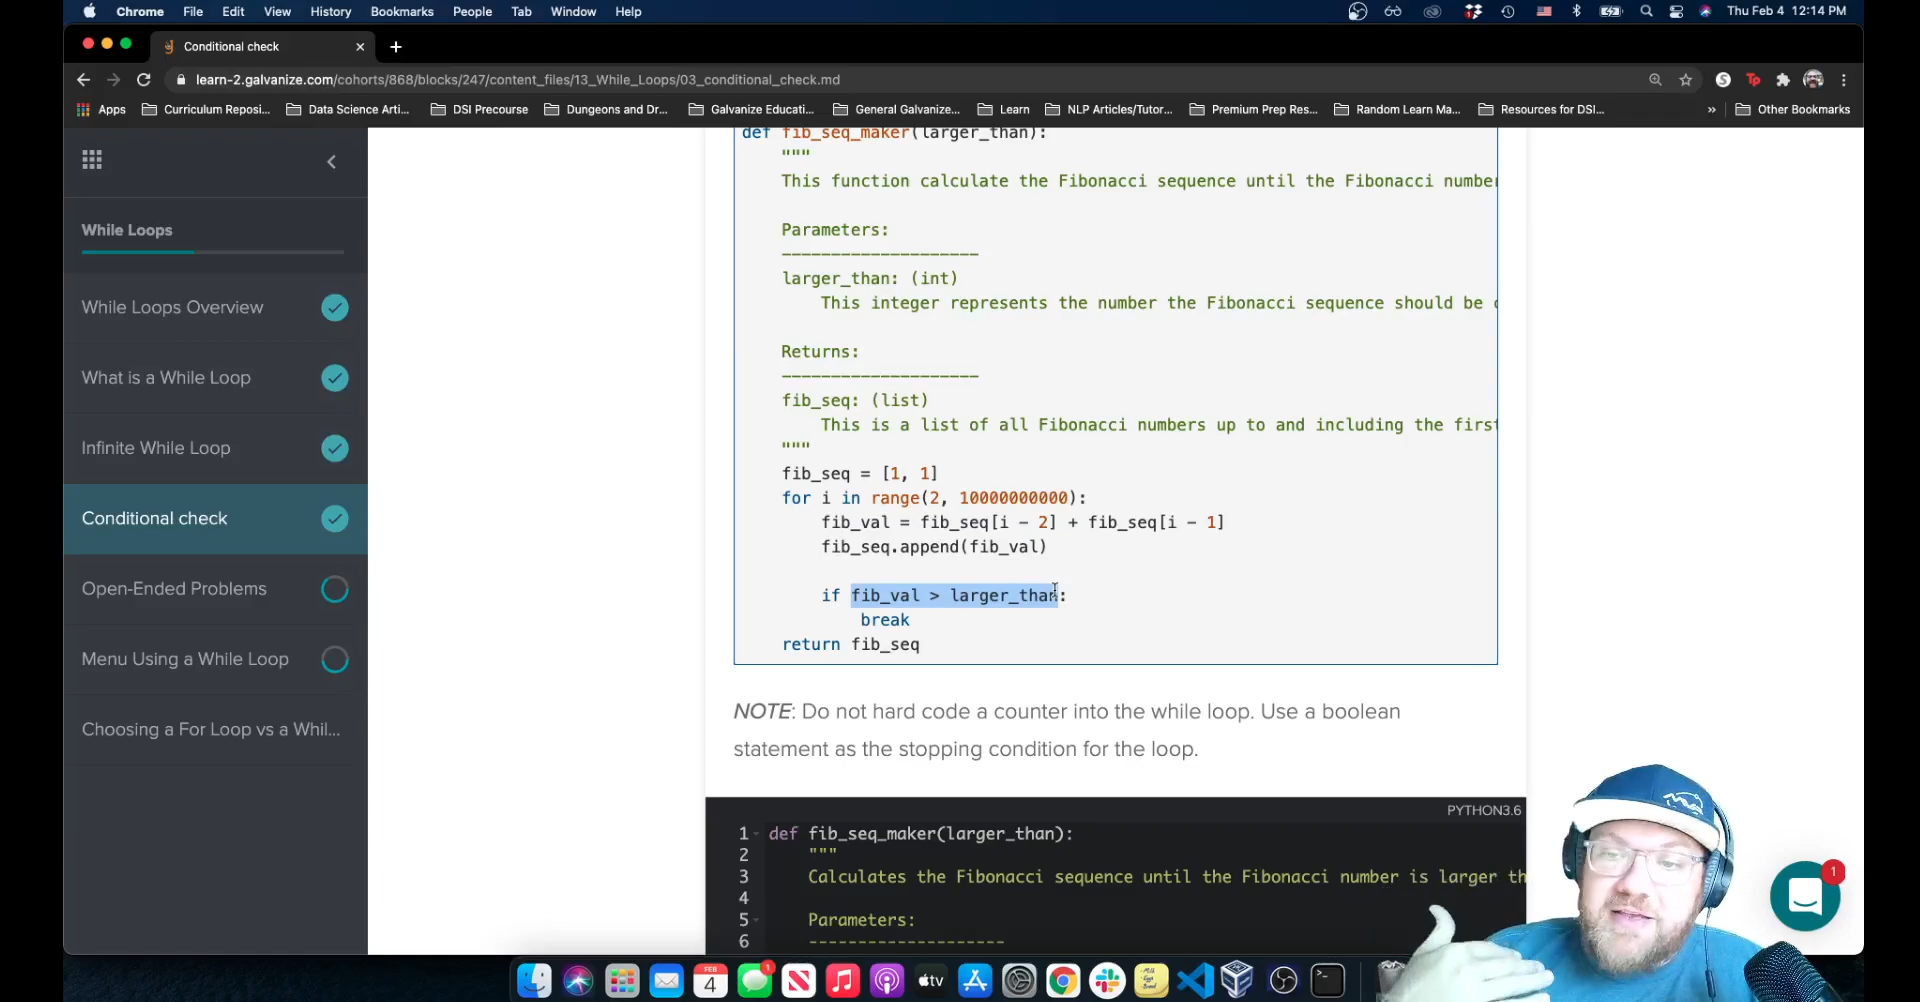 Chrome File Edit View History Bookmarks People Tab Window Help
Thu Feb 4 12:14 PM
Conditional check
learn-2.galvanize.com/cohorts/868/blocks/247/content_files/13_While_Loops/03_conditional_check.md
Apps Curriculum Reposi... Data Science Arti... DSI Precourse Dungeons and Dr... Galvanize Educati... General Galvanize... Learn NLP Articles/Tutor... Premium Prep Res... Random Learn Ma... Resources for DSI... » Other Bookmarks
While Loops
While Loops Overview
What is a While Loop
Infinite While Loop
Conditional check
Open-Ended Problems
Menu Using a While Loop
Choosing a For Loop vs a Whil...
def fib_seq_maker(larger_than):
"""
This function calculate the Fibonacci sequence until the Fibonacci number
Parameters:
--------------------
larger_than: (int)
This integer represents the number the Fibonacci sequence should be
Returns:
--------------------
fib_seq: (list)
This is a list of all Fibonacci numbers up to and including the first
"""
fib_seq = [1, 1]
for i in range(2, 10000000000):
fib_val = fib_seq[i - 2] + fib_seq[i - 1]
fib_seq.append(fib_val)
if fib_val > larger_than:
break
return fib_seq
NOTE: Do not hard code a counter into the while loop. Use a boolean
statement as the stopping condition for the loop.
PYTHON3.6
1 def fib_seq_maker(larger_than):
2 """
3 Calculates the Fibonacci sequence until the Fibonacci number is larger th
4
5 Parameters:
6 --------------------
1
FEB
4
1
tv